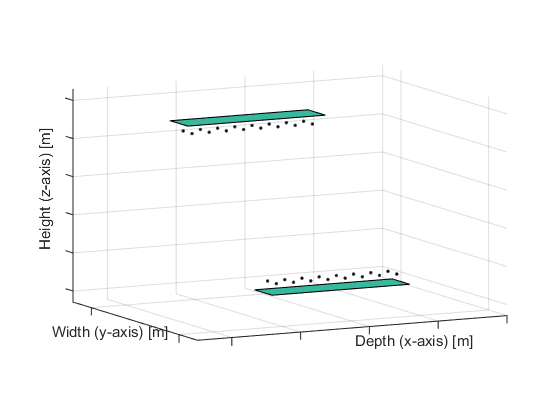 Height (z-axis) [m]
Width (y-axis) [m]
Depth (x-axis) [m]